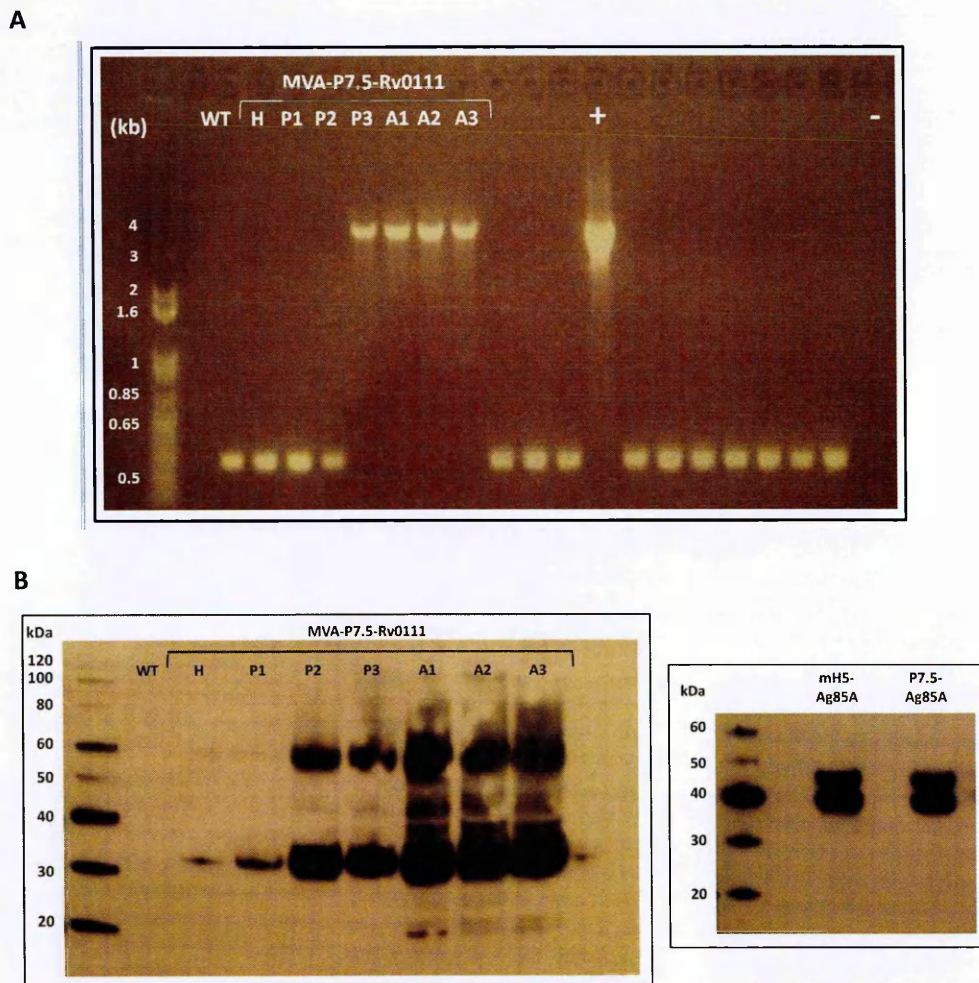 A
MVA-P7.5-Rv0111
WT H P1 P2 P3 A1 A2 A3 + -
(kb)
4
3
2
1.6
1
0.85
0.65
0.5
B
MVA-P7.5-Rv0111
kDa
WT H P1 P2 P3 A1 A2 A3
120
100
80
60
50
40
30
20
mH5- P7.5-
kDa Ag85A Ag85A
60
50
40
30
20